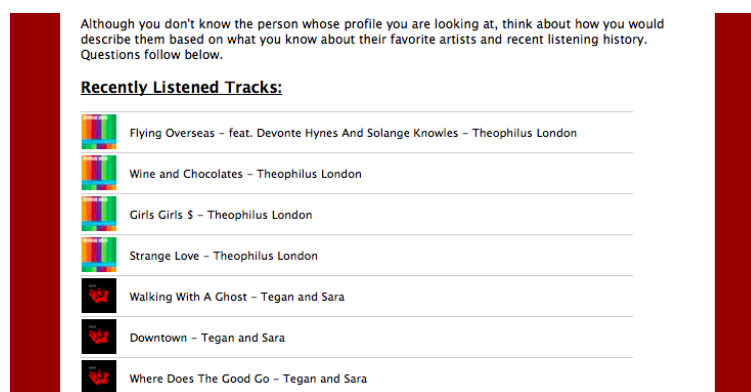 Although you don't know the person whose profile you are looking at, think about how you would
describe them based on what you know about their favorite artists and recent listening history.
Questions follow below.
Recently Listened Tracks:
Flying Overseas – feat. Devonte Hynes And Solange Knowles – Theophilus London
Wine and Chocolates – Theophilus London
Girls Girls $ – Theophilus London
Strange Love – Theophilus London
Walking With A Ghost – Tegan and Sara
Downtown – Tegan and Sara
Where Does The Good Go – Tegan and Sara